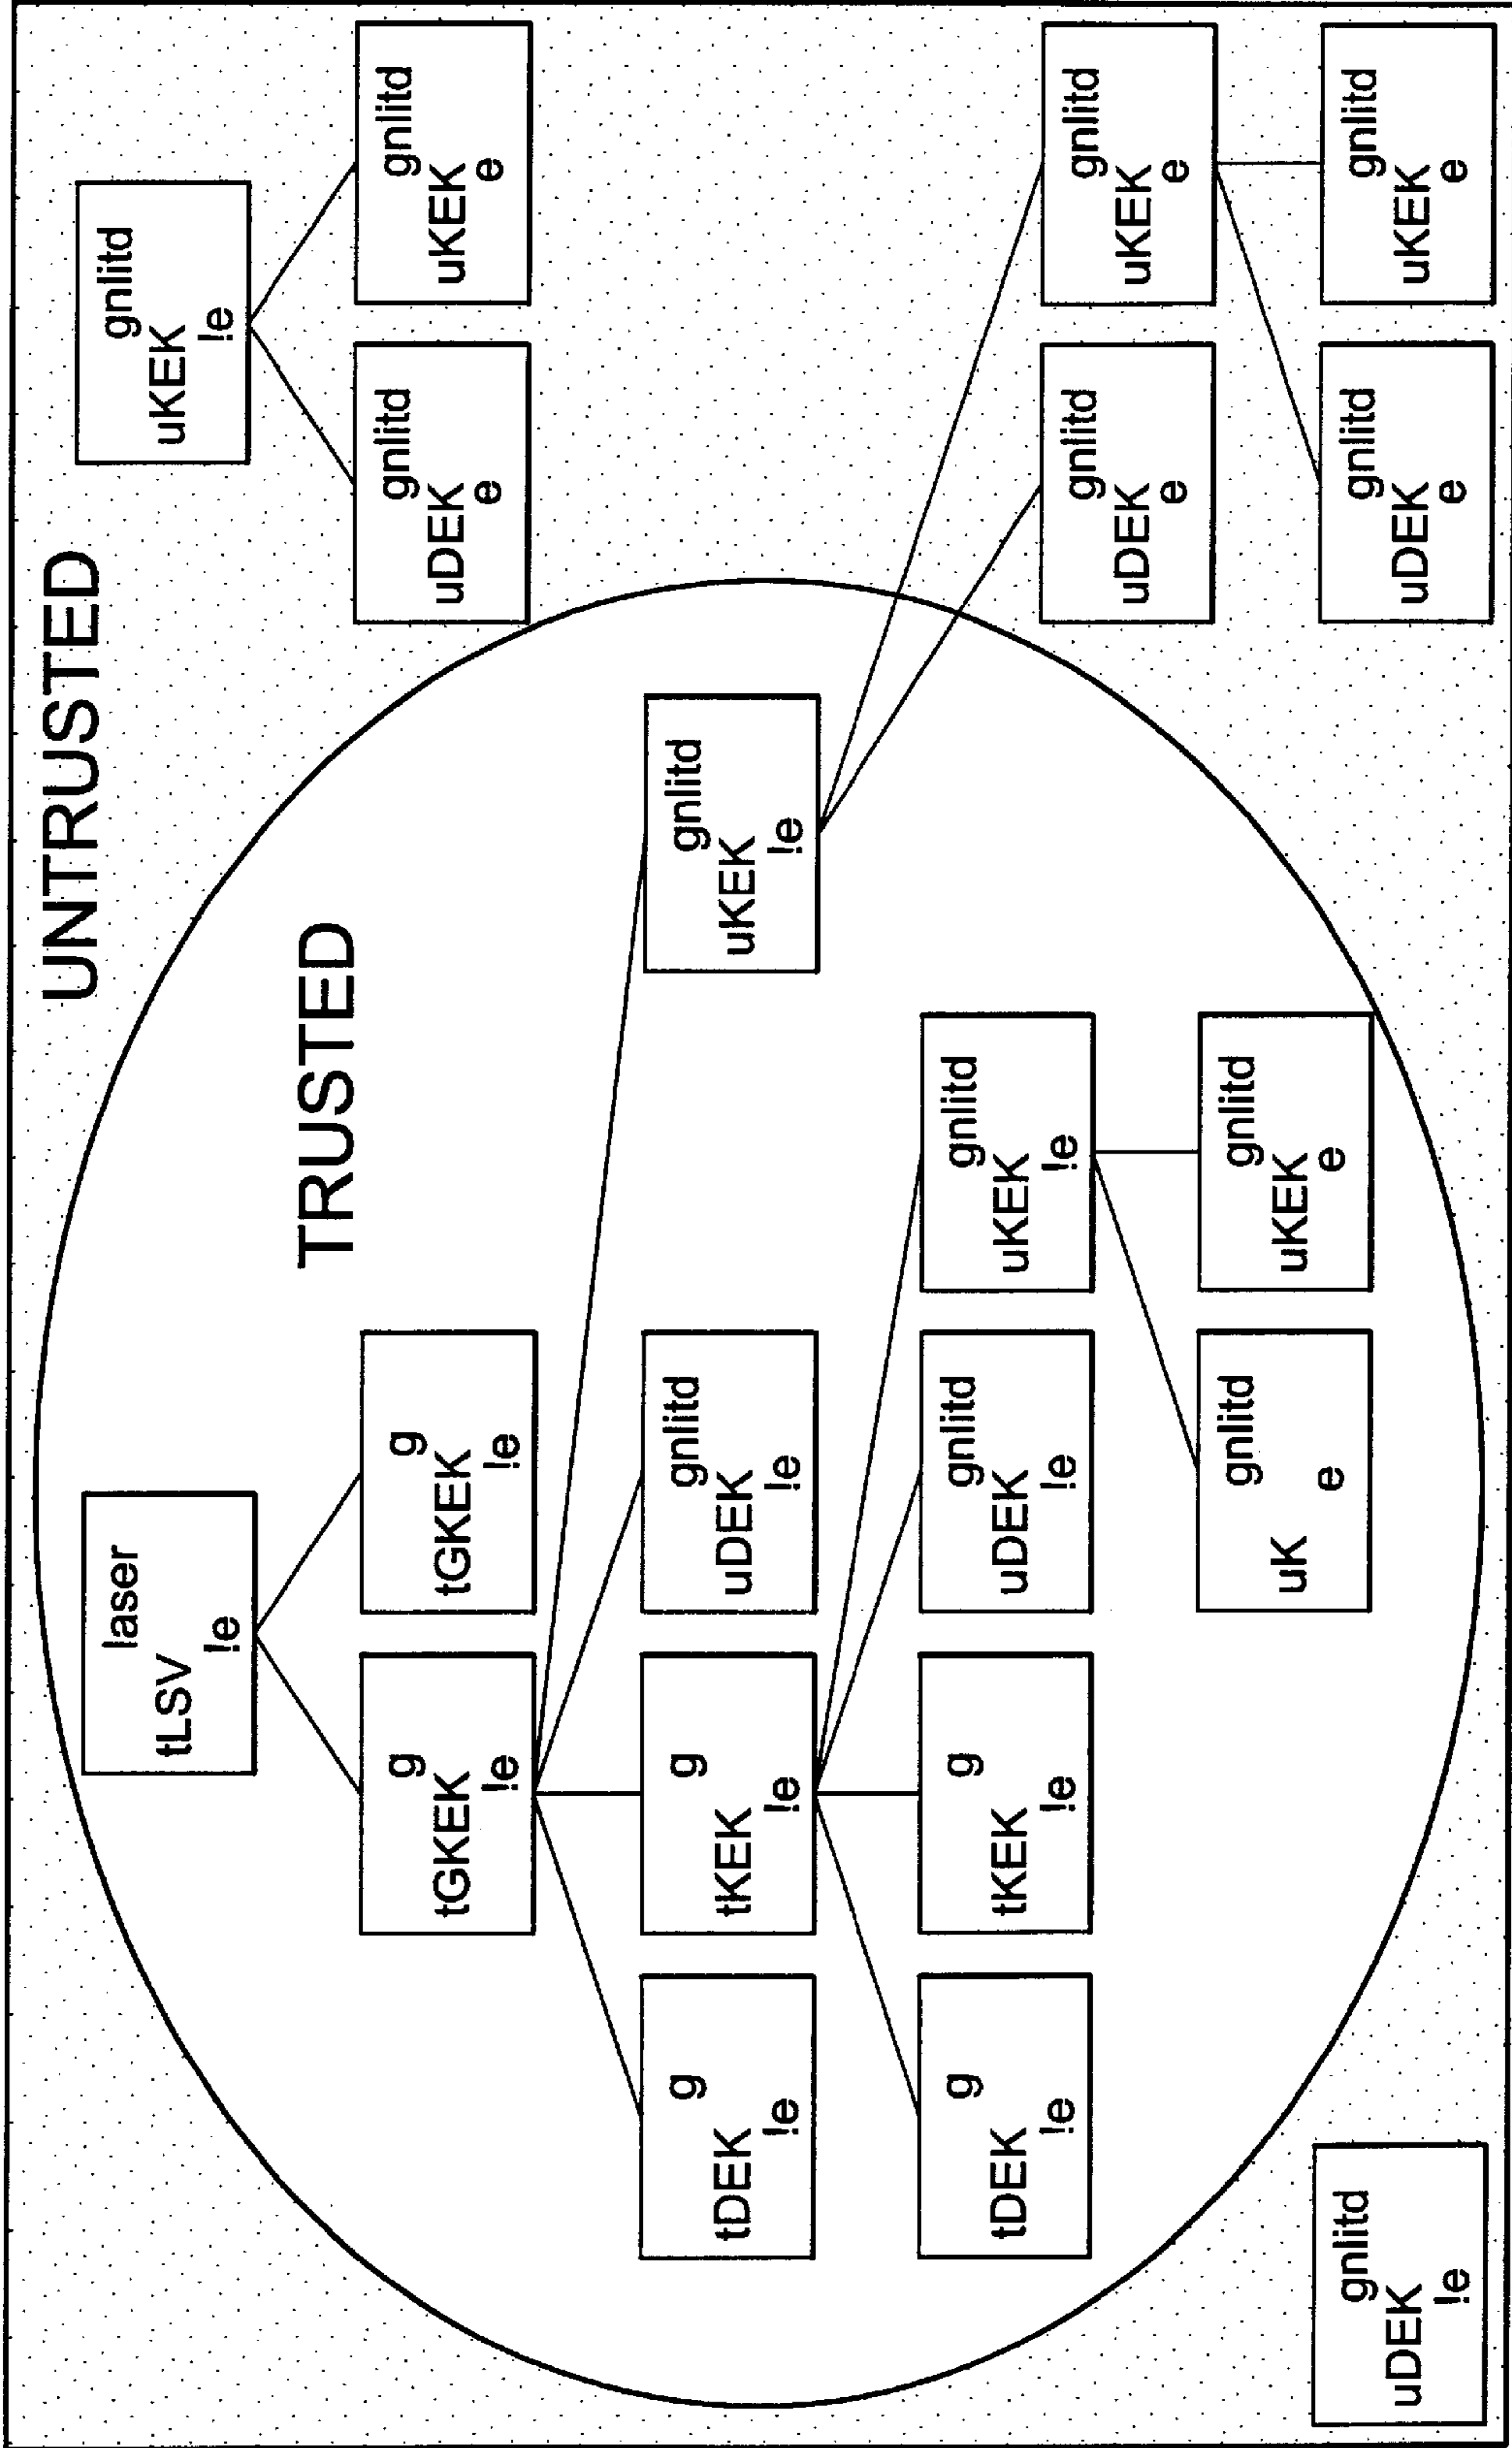 UNTRUSTED
laser
tLSV
!e
gnlitd
uKEK
!e
TRUSTED
g
tGKEK
!e
g
tGKEK
!e
gnlitd
uDEK
e
gnlitd
uKEK
e
g
tDEK
!e
g
tKEK
!e
gnlitd
uDEK
!e
gnlitd
uKEK
!e
g
tDEK
!e
g
tKEK
!e
gnlitd
uDEK
!e
gnlitd
uKEK
!e
gnlitd
uDEK
e
gnlitd
uKEK
e
gnlitd
uK
e
gnlitd
uKEK
e
gnlitd
uDEK
!e
gnlitd
uDEK
e
gnlitd
uKEK
e